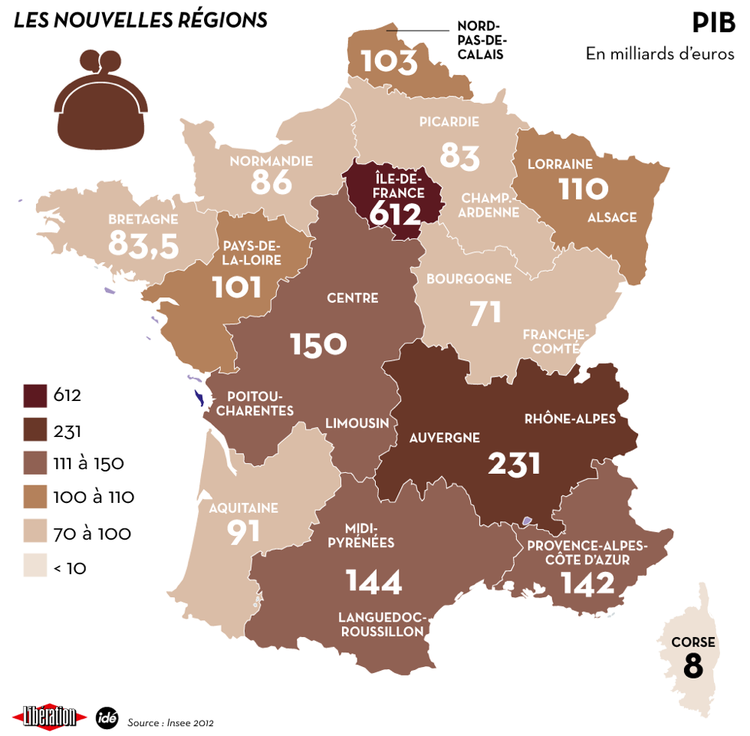 LES NOUVELLES RÉGIONS
PIB
En milliards d'euros
NORD-
PAS-DE-
CALAIS
103
PICARDIE
83
CHAMP.-
ARDENNE
NORMANDIE
86
ÎLE-DE-
FRANCE
612
LORRAINE
110
ALSACE
BRETAGNE
83,5
PAYS-DE-
LA-LOIRE
101
CENTRE
150
POITOU-
CHARENTES
LIMOUSIN
BOURGOGNE
71
FRANCHE-
COMTÉ
AUVERGNE
RHÔNE-ALPES
231
AQUITAINE
91
MIDI-
PYRÉNÉES
144
LANGUEDOC-
ROUSSILLON
PROVENCE-ALPES-
CÔTE D'AZUR
142
CORSE
8
612
231
111 à 150
100 à 110
70 à 100
< 10
Libération
idé
Source : Insee 2012